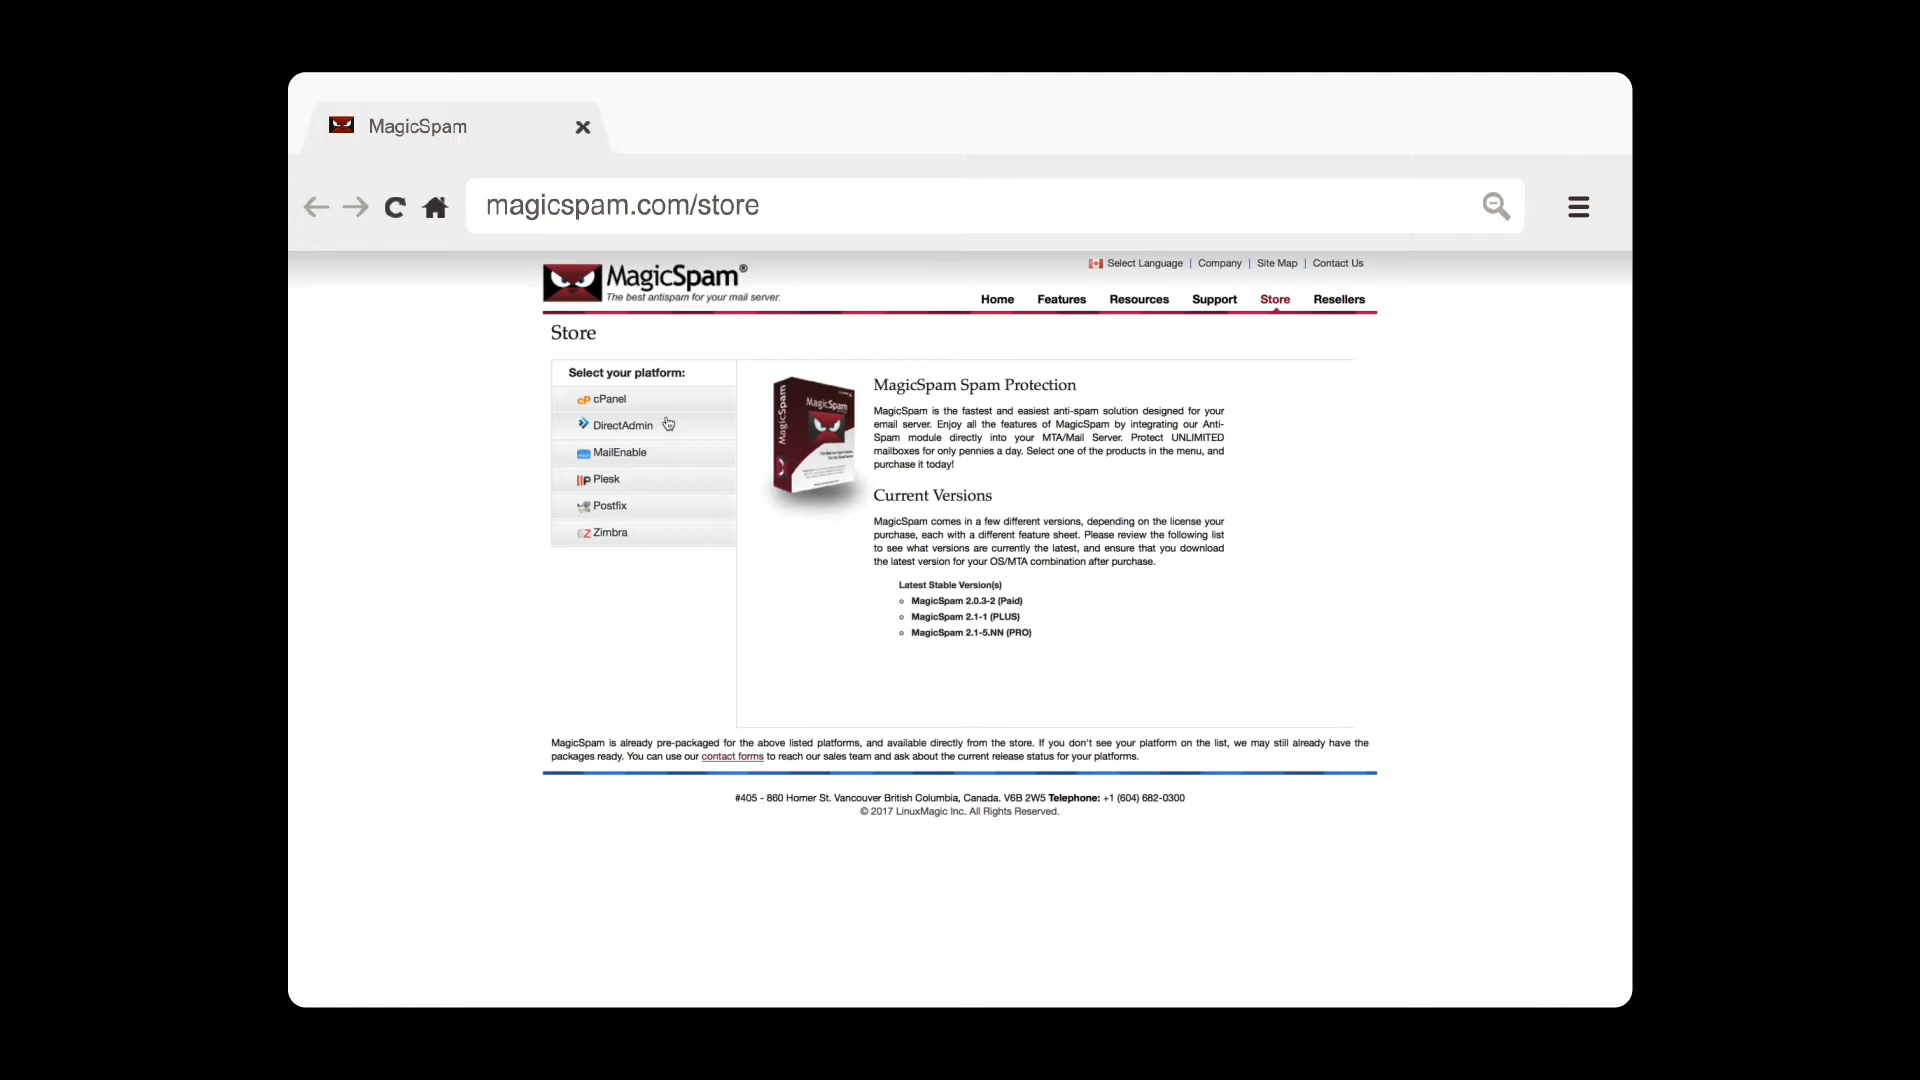 MagicSpam
magicspam.com/store
MagicSpam®
The best antispam for your mail server.
Select Language | Company | Site Map | Contact Us
Home Features Resources Support Store Resellers
Store
Select your platform:
cPanel
DirectAdmin
MailEnable
Plesk
Postfix
Zimbra
MagicSpam
MagicSpam
MagicSpam Spam Protection
MagicSpam is the fastest and easiest anti-spam solution designed for your
email server. Enjoy all the features of MagicSpam by integrating our Anti-
Spam module directly into your MTA/Mail Server. Protect UNLIMITED
mailboxes for only pennies a day. Select one of the products in the menu, and
purchase it today!
Current Versions
MagicSpam comes in a few different versions, depending on the license your
purchase, each with a different feature sheet. Please review the following list
to see what versions are currently the latest, and ensure that you download
the latest version for your OS/MTA combination after purchase.
Latest Stable Version(s)
MagicSpam 2.0.3-2 (Paid)
MagicSpam 2.1-1 (PLUS)
MagicSpam 2.1-5.NN (PRO)
MagicSpam is already pre-packaged for the above listed platforms, and available directly from the store. If you don't see your platform on the list, we may still already have the
packages ready. You can use our contact forms to reach our sales team and ask about the current release status for your platforms.
#405 - 860 Homer St. Vancouver British Columbia, Canada. V6B 2W5 Telephone: +1 (604) 682-0300
© 2017 LinuxMagic Inc. All Rights Reserved.